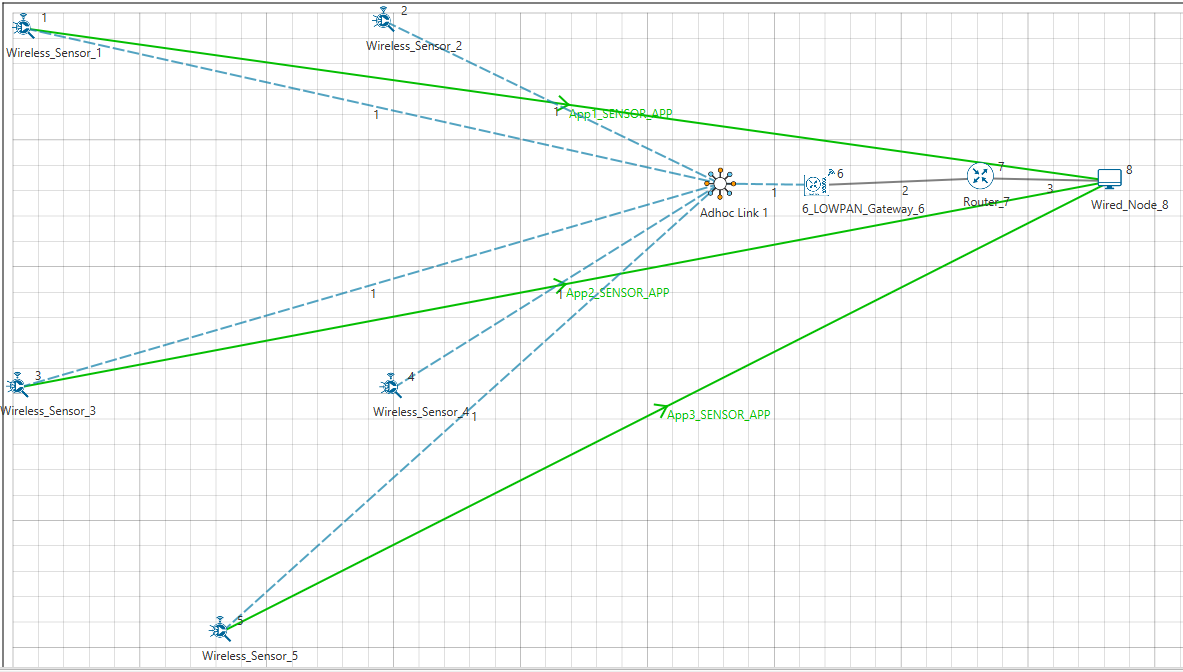 1
2
Wireless_Sensor_1
Wireless_Sensor_2
1
1
App1_SENSOR_APP
7
8
6
1
2
3
Adhoc Link 1
6_LOWPAN_Gateway_6
Router_7
Wired_Node_8
1
1
App2_SENSOR_APP
3
4
Wireless_Sensor_3
Wireless_Sensor_4
1
App3_SENSOR_APP
5
Wireless_Sensor_5